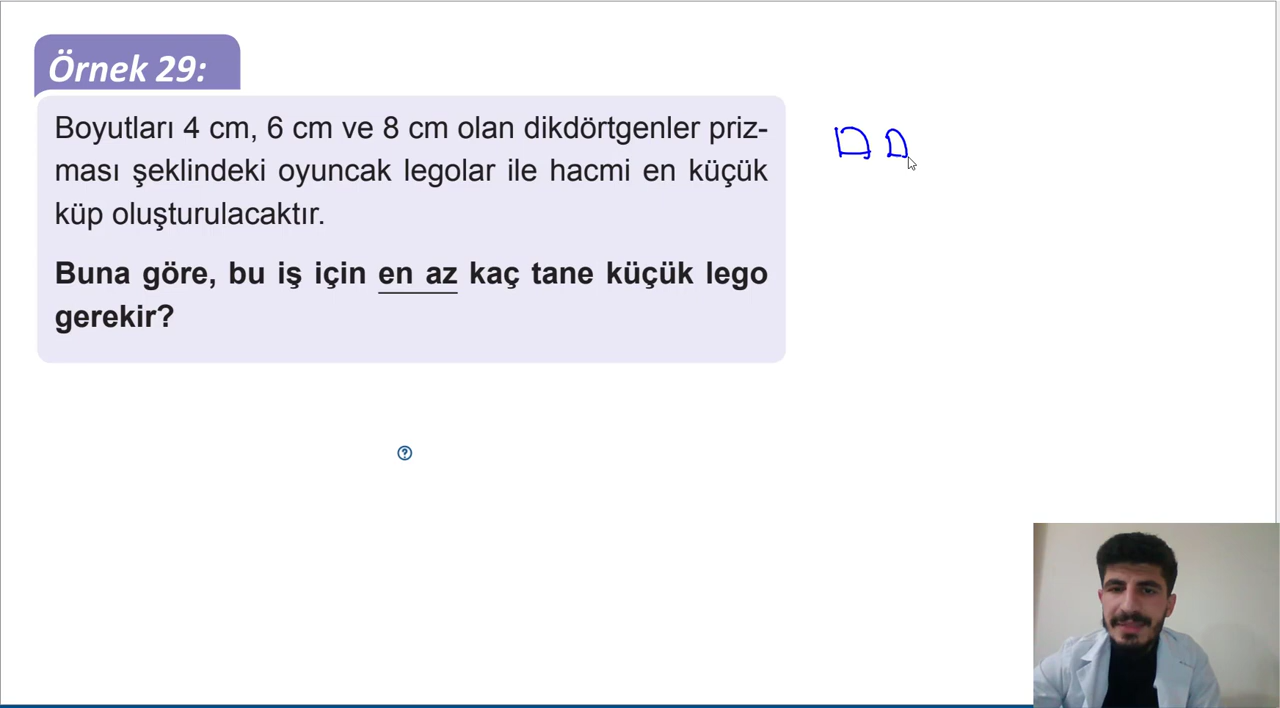 Örnek 29:
Boyutları 4 cm, 6 cm ve 8 cm olan dikdörtgenler priz-
ması şeklindeki oyuncak legolar ile hacmi en küçük
küp oluşturulacaktır.
Buna göre, bu iş için en az kaç tane küçük lego
gerekir?